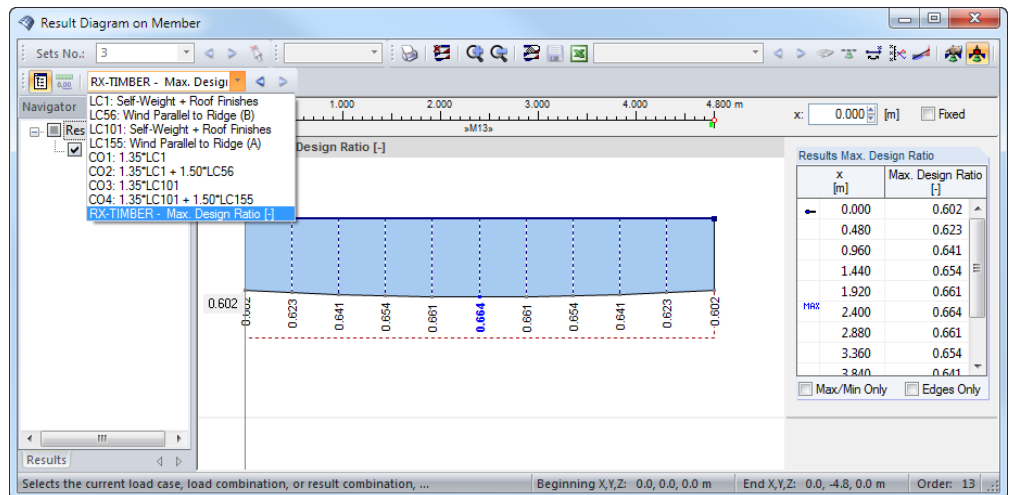 Result Diagram on Member
Sets No.: 3
RX-TIMBER - Max. Desig
Navigator
LC1: Self-Weight + Roof Finishes
LC56: Wind Parallel to Ridge (B)
LC101: Self-Weight + Roof Finishes
LC155: Wind Parallel to Ridge (A)
CO1: 1.35*LC1
CO2: 1.35*LC1 + 1.50*LC56
CO3: 1.35*LC101
CO4: 1.35*LC101 + 1.50*LC155
RX-TIMBER - Max. Design Ratio [-]
Res
1.000 2.000 3.000 4.000 4.800 m
»M13»
Design Ratio [-]
x: 0.000 [m] Fixed
Results Max. Design Ratio
x Max. Design Ratio
[m] [-]
0.000 0.602
0.480 0.623
0.960 0.641
1.440 0.654
1.920 0.661
MAX 2.400 0.664
2.880 0.661
3.360 0.654
3.840 0.641
Max/Min Only Edges Only
0.602
0.602 0.623 0.641 0.654 0.661 0.664 0.661 0.654 0.641 0.623 0.602
Results
Selects the current load case, load combination, or result combination, ... Beginning X,Y,Z: 0.0, 0.0, 0.0 m End X,Y,Z: 0.0, -4.8, 0.0 m Order: 13